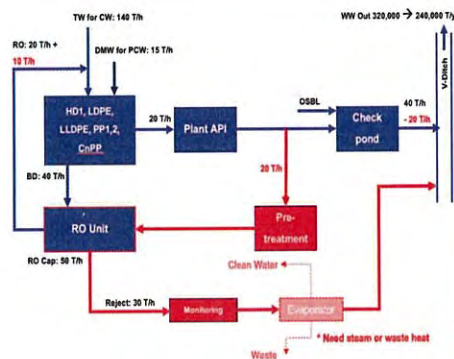 TW for CW: 140 T/h
WW Out 320,000 → 240,000 T/y
RO: 20 T/h +
10 T/h
DMW for PCW: 15 T/h
V-Ditch
OSBL
HD1, LDPE,
LLDPE, PP1,2,
CnPP
20 T/h
Plant API
Check
pond
40 T/h
- 20 T/h
BD: 40 T/h
20 T/h
RO Unit
Pre-
treatment
RO Cap: 50 T/h
Clean Water
Reject: 30 T/h
Monitoring
Evaporator
* Need steam or waste heat
Waste